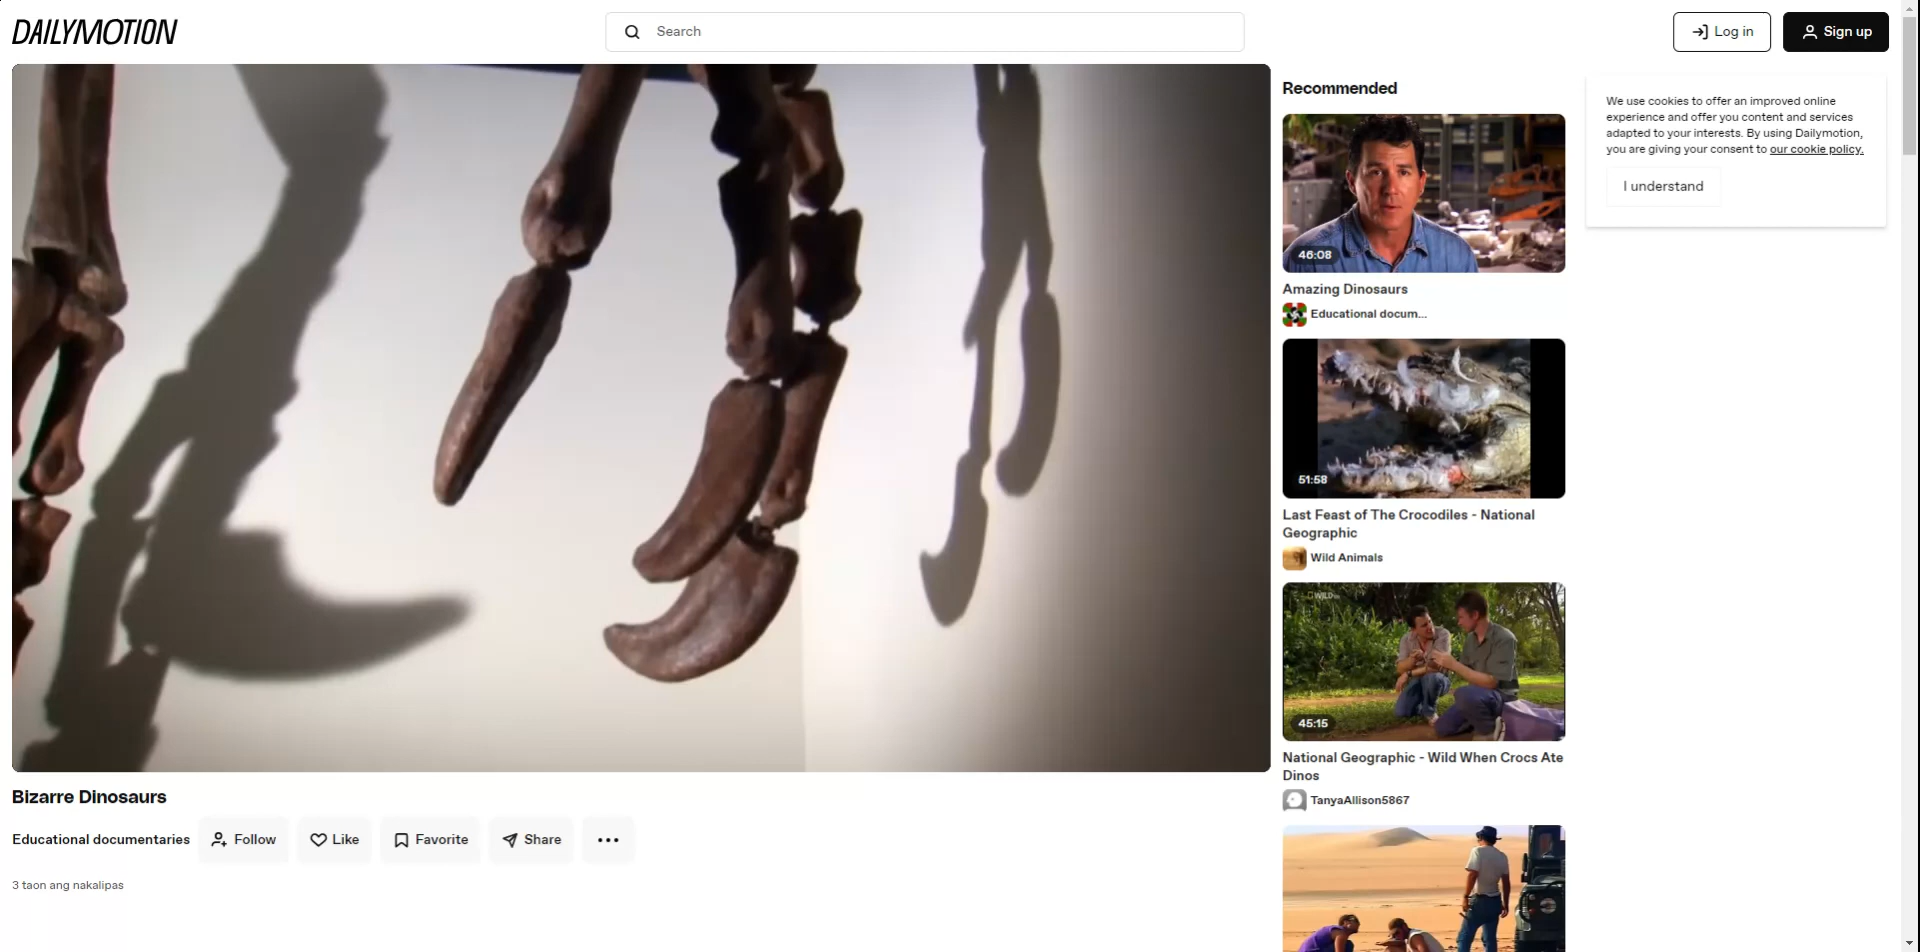 DAILYMOTION
Search
Log in
Sign up
Recommended
We use cookies to offer an improved online
experience and offer you content and services
adapted to your interests. By using Dailymotion,
you are giving your consent to our cookie policy.
I understand
46:08
Amazing Dinosaurs
Educational docum...
51:58
Last Feast of The Crocodiles - National
Geographic
Wild Animals
WILD
45:15
National Geographic - Wild When Crocs Ate
Dinos
TanyaAllison5867
Bizarre Dinosaurs
Educational documentaries
Follow
Like
Favorite
Share
3 taon ang nakalipas